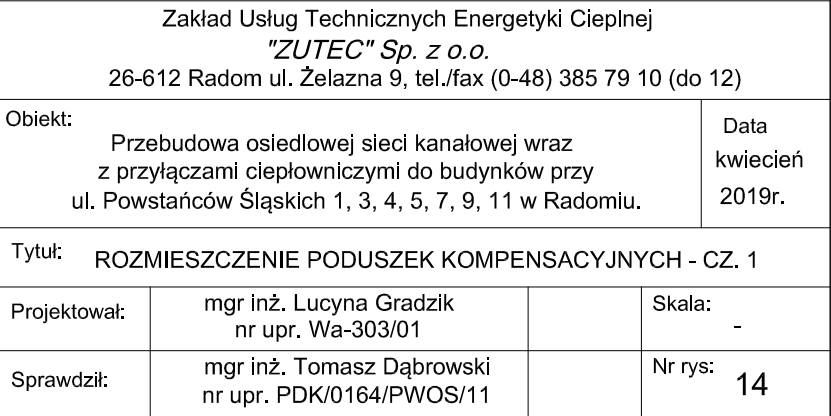 Zakład Usług Technicznych Energetyki Cieplnej
"ZUTEC" Sp. z o.o.
26-612 Radom ul. Żelazna 9, tel./fax (0-48) 385 79 10 (do 12)
Obiekt:
Przebudowa osiedlowej sieci kanałowej wraz
z przyłączami ciepłowniczymi do budynków przy
ul. Powstańców Śląskich 1, 3, 4, 5, 7, 9, 11 w Radomiu.
Data
kwiecień
2019r.
Tytuł: ROZMIESZCZENIE PODUSZEK KOMPENSACYJNYCH - CZ. 1
Projektował:
mgr inż. Lucyna Gradzik
nr upr. Wa-303/01
Skala:
-
Sprawdził:
mgr inż. Tomasz Dąbrowski
nr upr. PDK/0164/PWOS/11
Nr rys: 14